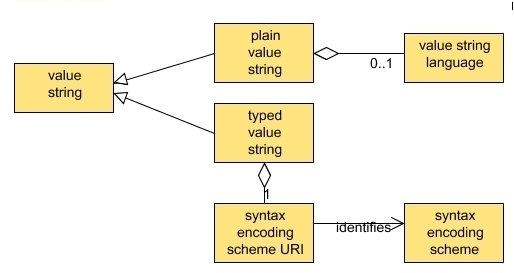 plain
value
string
value string
language
0..1
value
string
typed
value
string
1
syntax
encoding
scheme URI
identifies
syntax
encoding
scheme